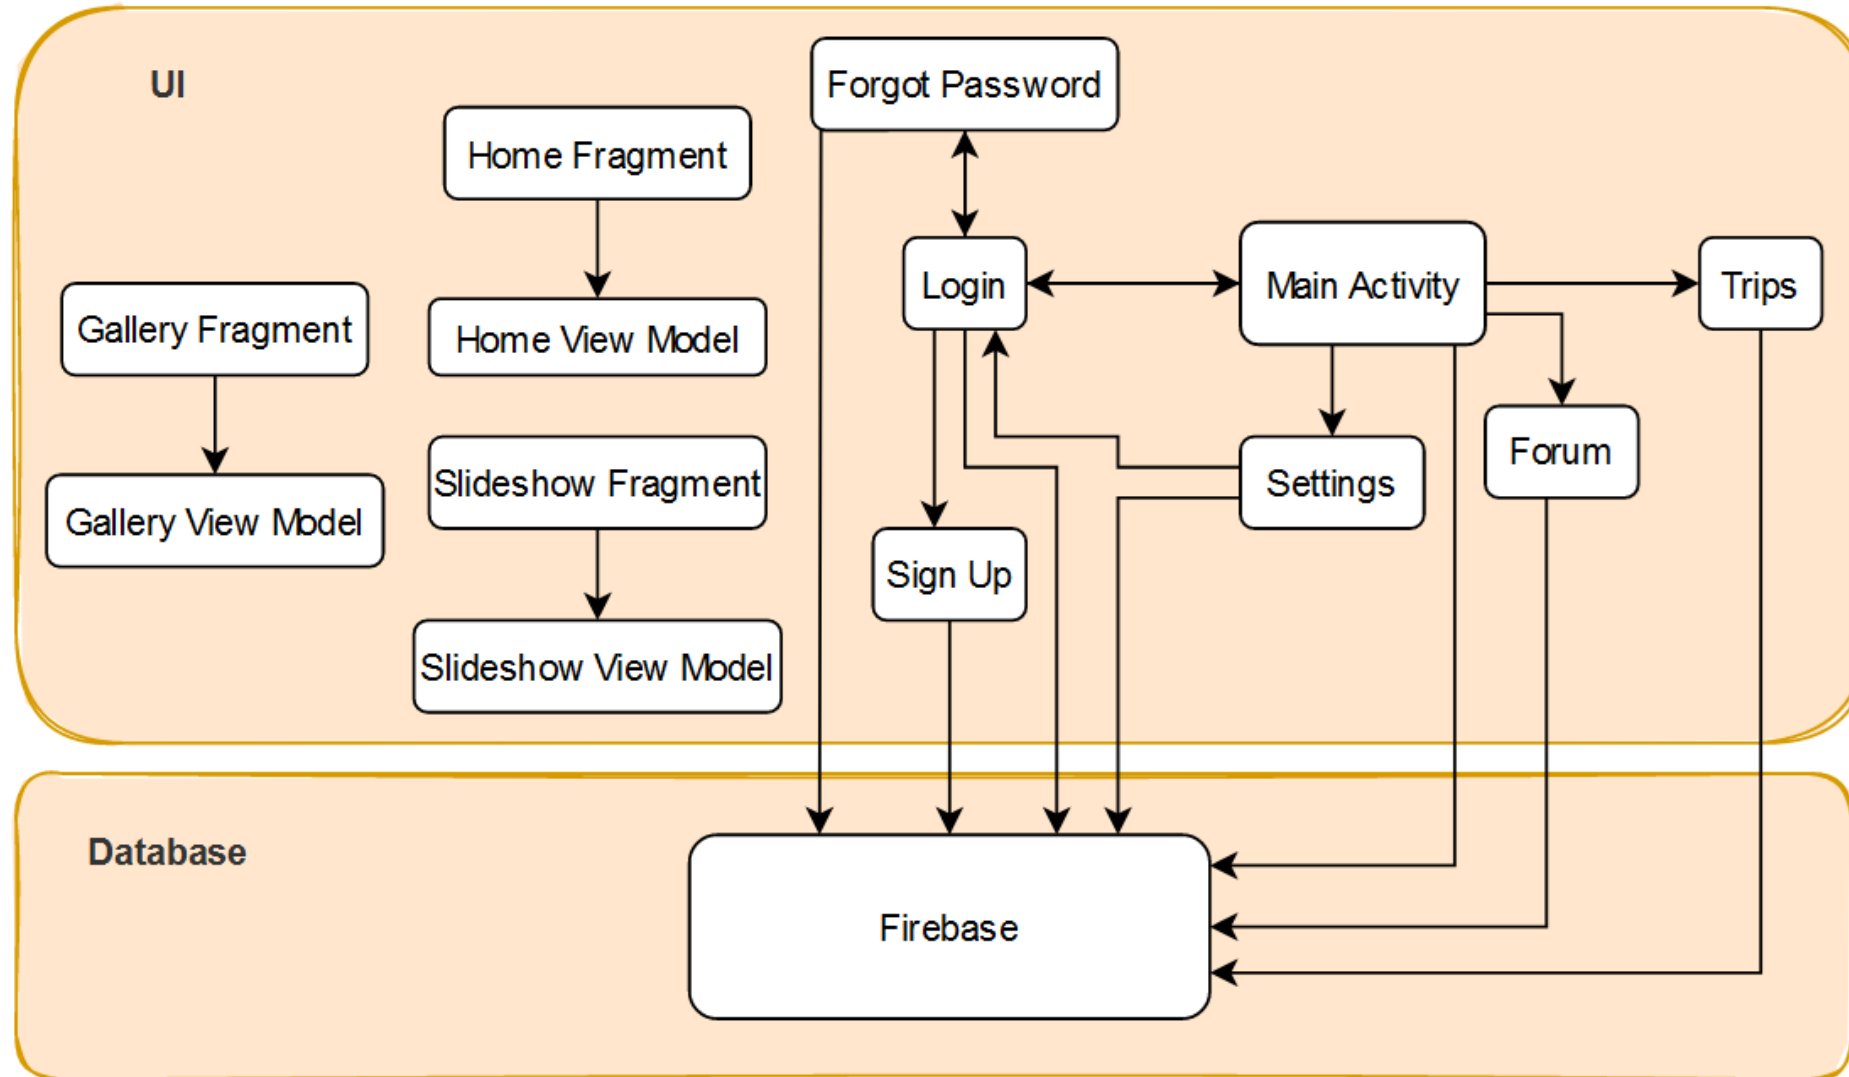 UI
Forgot Password
Home Fragment
Login
Main Activity
Trips
Gallery Fragment
Home View Model
Forum
Slideshow Fragment
Settings
Gallery View Model
Sign Up
Slideshow View Model
Database
Firebase